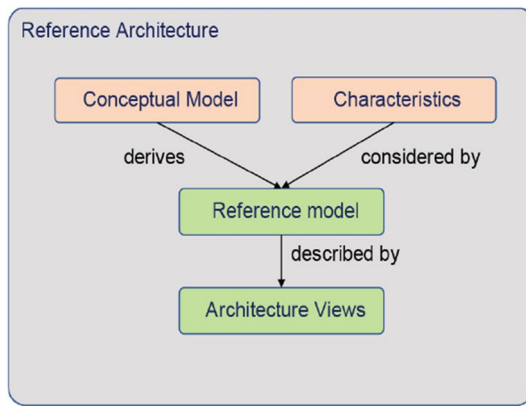 Reference Architecture
Conceptual Model
Characteristics
derives
considered by
Reference model
described by
Architecture Views